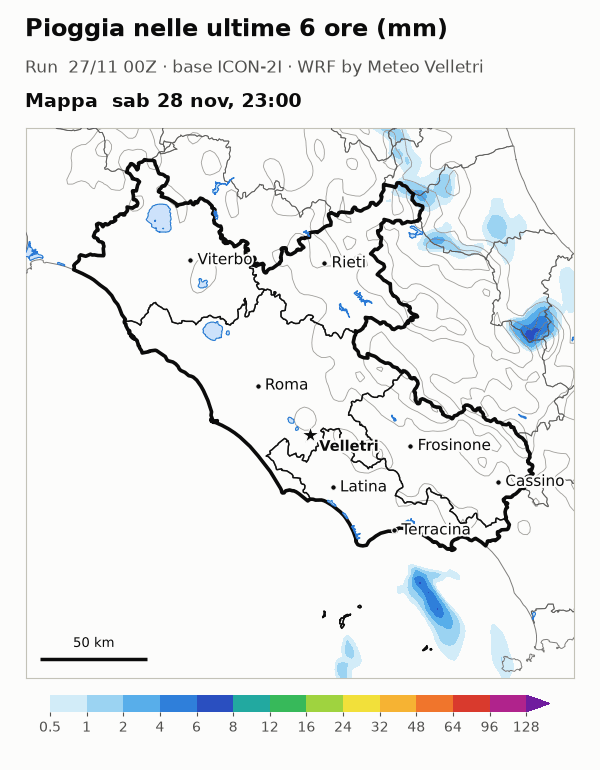 Pioggia nelle ultime 6 ore (mm)
Run  27/11 00Z · base ICON-2I · WRF by Meteo Velletri
Mappa  sab 28 nov, 23:00
Viterbo
Rieti
Roma
Velletri
Frosinone
Latina
Cassino
Terracina
50 km
0.5 1 2 4 6 8 12 16 24 32 48 64 96 128